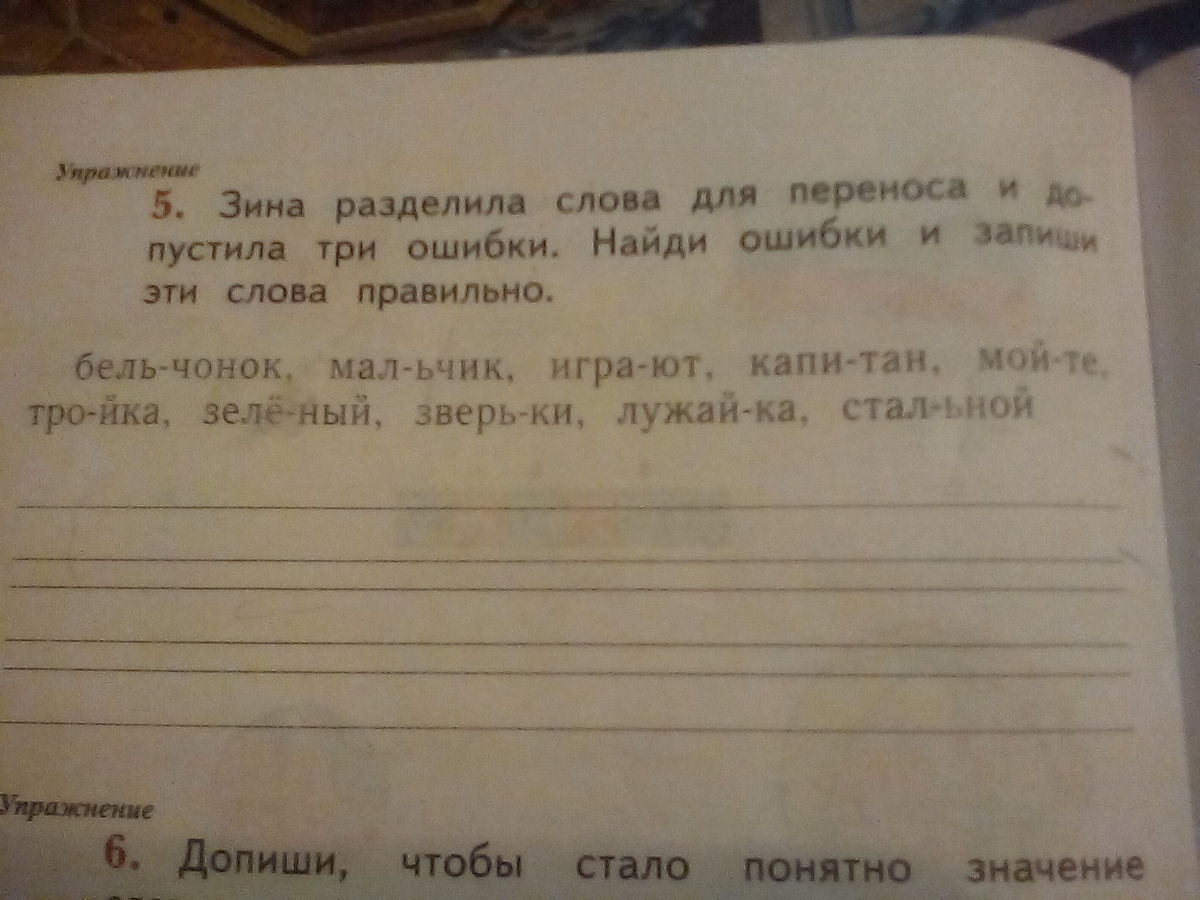 Упражнение
5. Зина разделила слова для переноса и до-
пустила три ошибки. Найди ошибки и запиши
эти слова правильно.
бель-чонок, мал-ьчик, игра-ют, капи-тан, мой-те,
тро-йка, зелё-ный, зверь-ки, лужай-ка, стал-ьной
Упражнение
6. Допиши, чтобы стало понятно значение